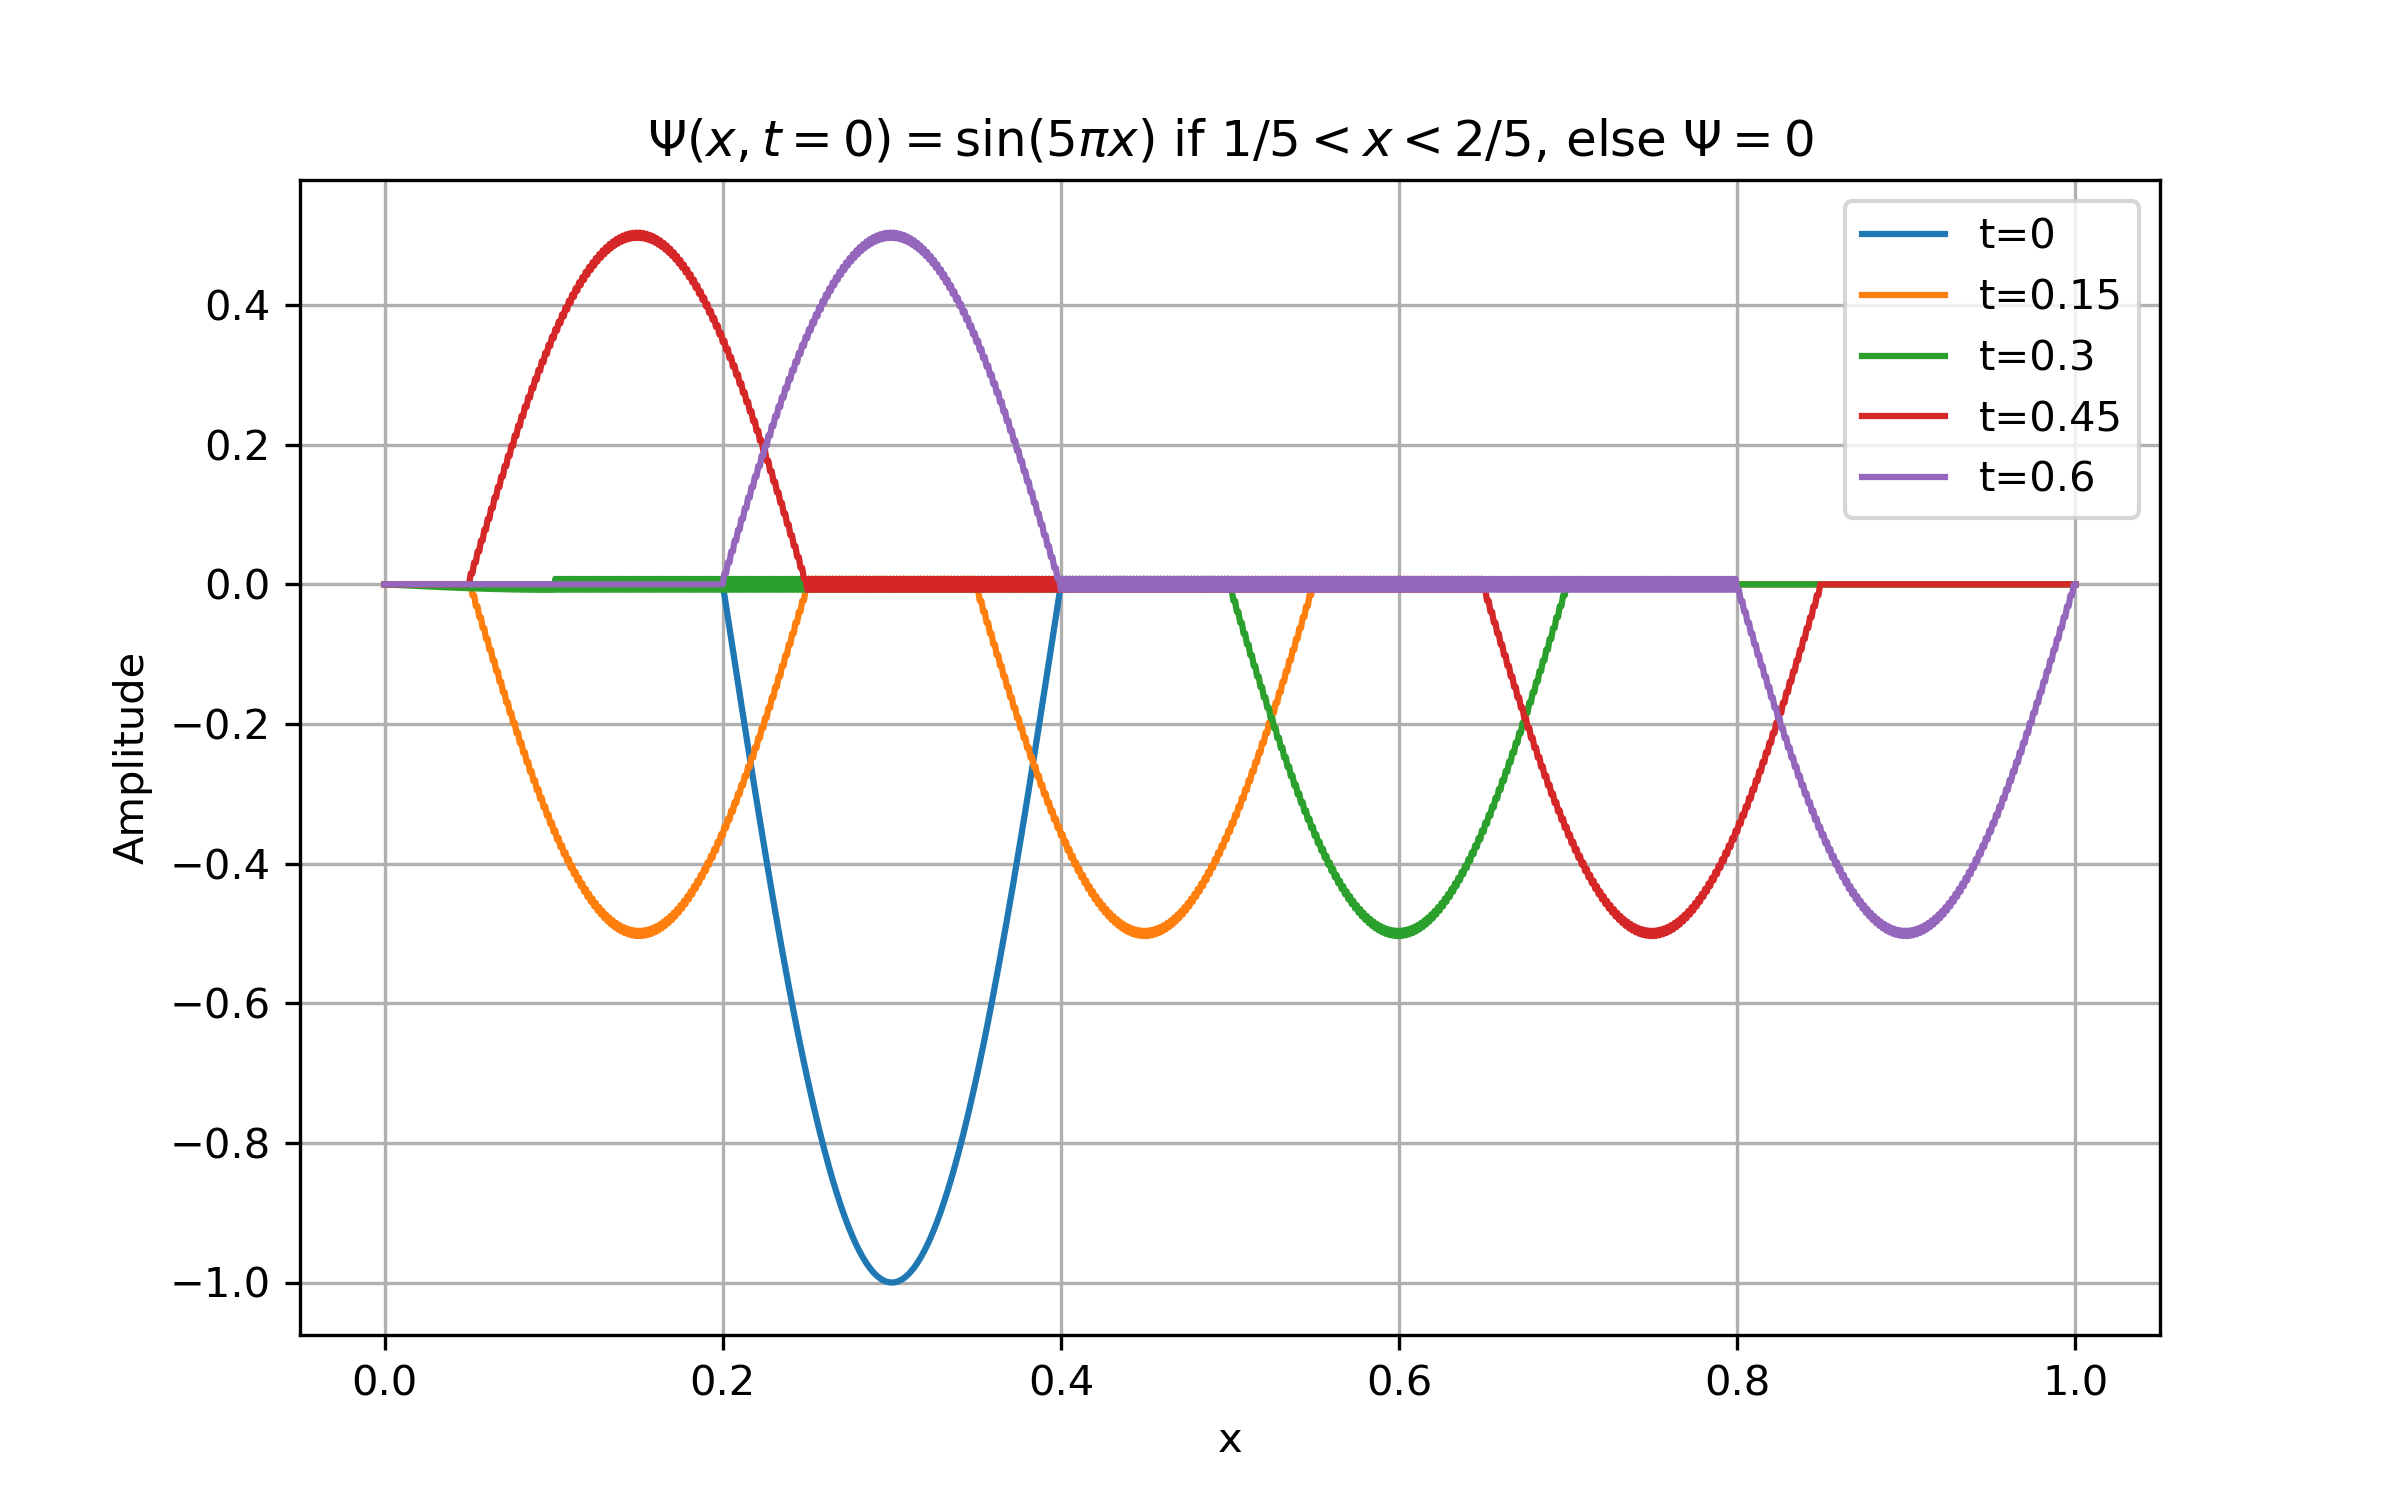 Ψ(x, t = 0) = sin(5πx) if 1/5 < x < 2/5, else Ψ = 0
t=0
t=0.15
t=0.3
t=0.45
t=0.6
Amplitude
0.4
0.2
0.0
−0.2
−0.4
−0.6
−0.8
−1.0
0.0 0.2 0.4 0.6 0.8 1.0
x